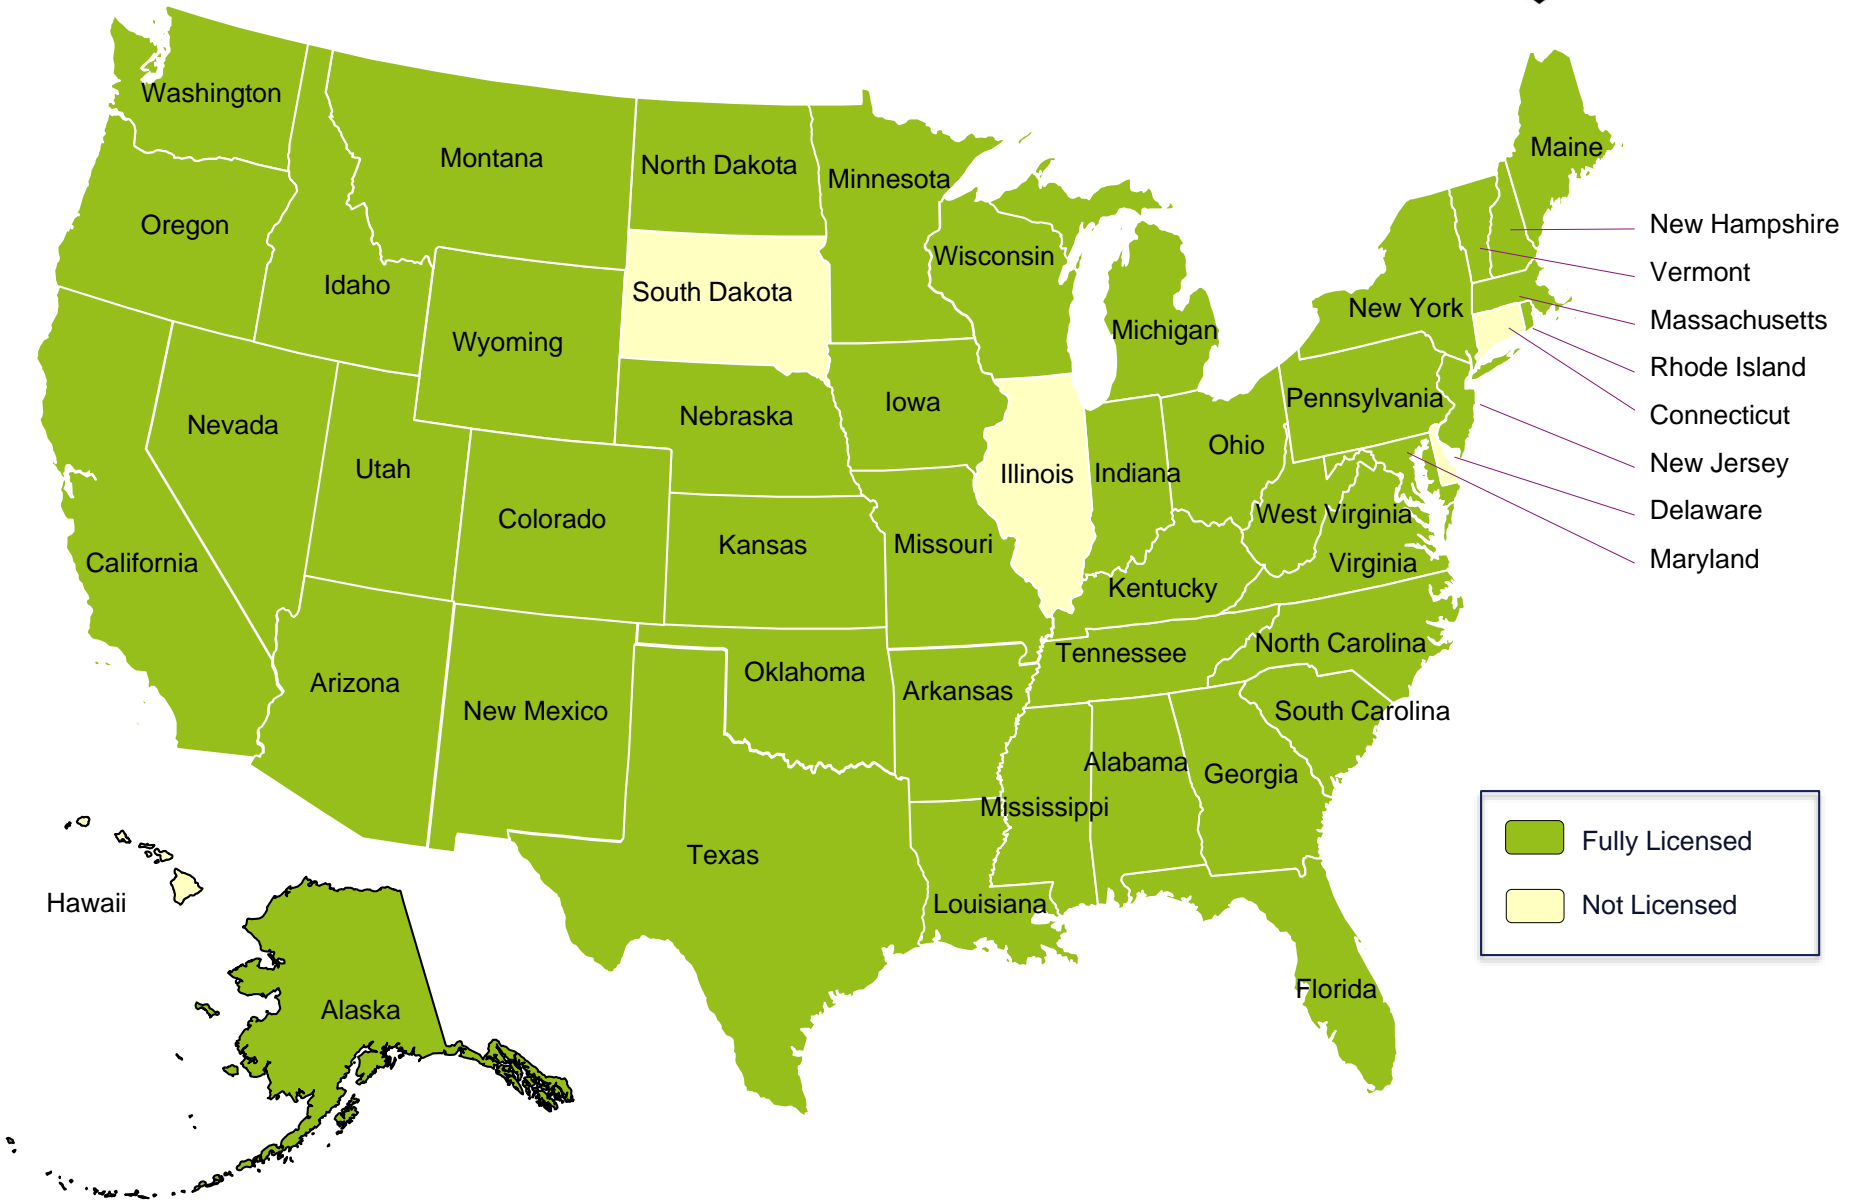 Washington
Montana
North Dakota
Minnesota
Maine
Oregon
Idaho
Wyoming
South Dakota
Wisconsin
Michigan
New York
New Hampshire
Vermont
Massachusetts
Rhode Island
Connecticut
New Jersey
Delaware
Maryland
Nevada
Utah
Colorado
Nebraska
Iowa
Illinois
Indiana
Ohio
Pennsylvania
California
Kansas
Missouri
Kentucky
West Virginia
Virginia
Arizona
New Mexico
Oklahoma
Arkansas
Tennessee
North Carolina
South Carolina
Texas
Louisiana
Mississippi
Alabama
Georgia
Florida
Hawaii
Alaska
Fully Licensed
Not Licensed